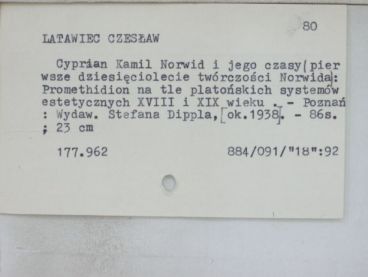 80
LATAWIEC CZESŁAW
Cyprian Kamil Norwid i jego czasy(pier
wsze dziesięciolecie twórczości Norwida):
Promethidion na tle platońskich systemów
estetycznych XVIII i XIX wieku . - Poznań
: Wydaw. Stefana Dippla, [ok.1938]. - 86s.
; 23 cm
177.962 884/091/"18":92